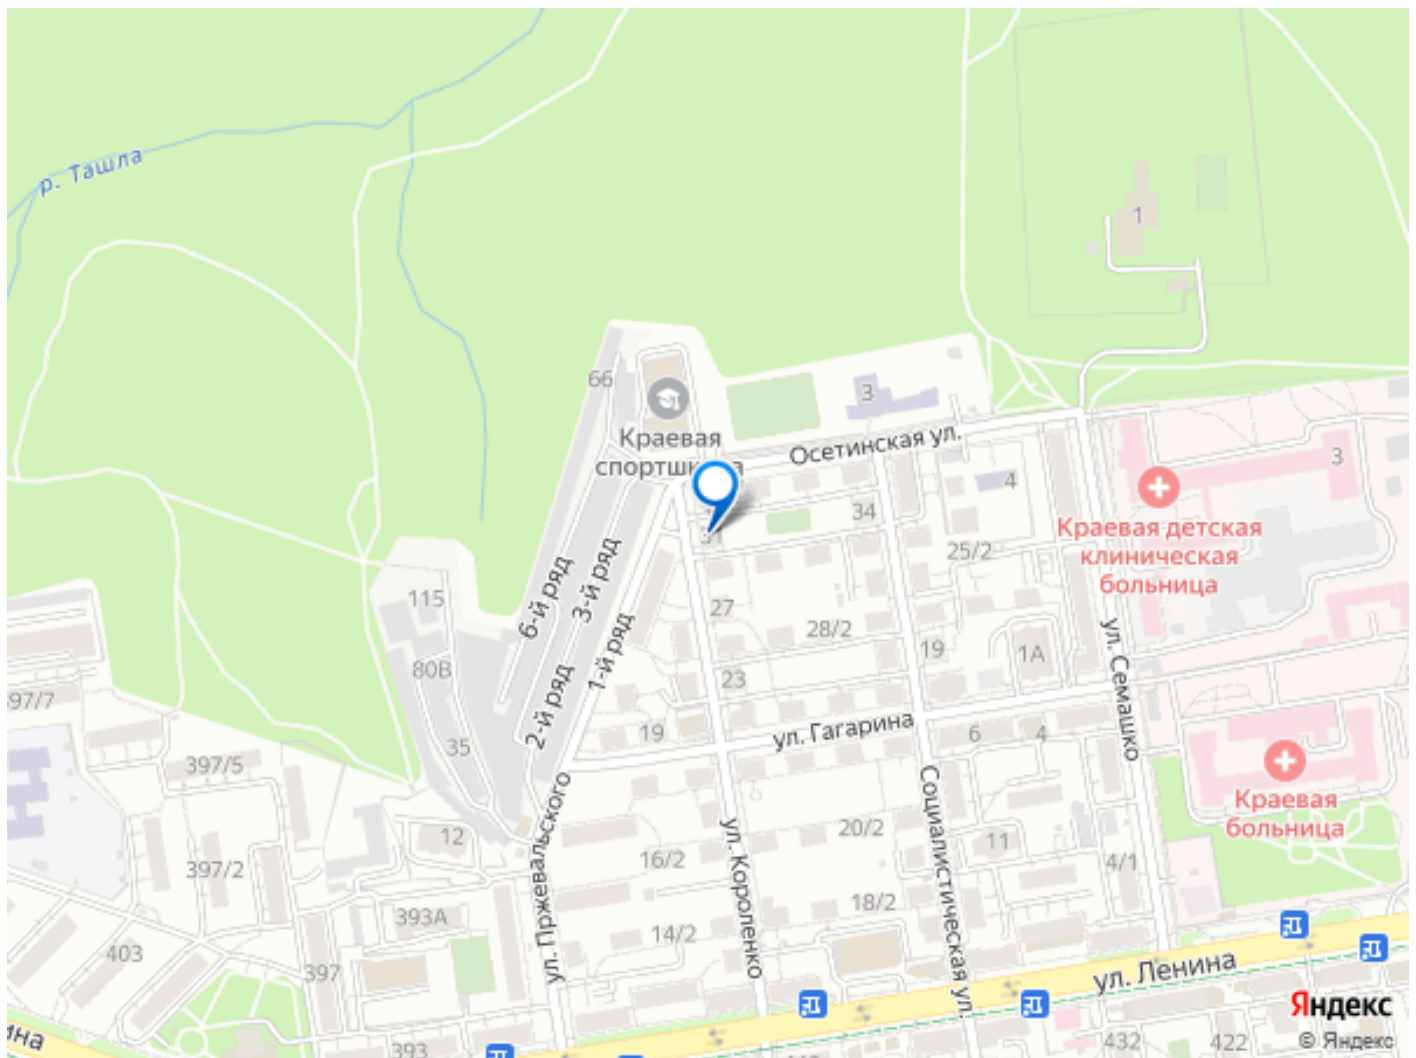 р. Ташла
1
66
3
Краевая
спортшкола
Осетинская ул.
3
4
34
31
Краевая детская
клиническая
больница
25/2
6-й ряд
3-й ряд
115
27
1-й ряд
28/2
ул. Семашко
19
1А
80В
23
2-й ряд
397/7
19
ул. Гагарина
6
4
35
397/5
Краевая
больница
ул. Пржевальского
ул. Короленко
Социалистическая ул.
12
20/2
11
16/2
4/1
397/2
393А
18/2
14/2
403
397
ул. Ленина
ина
393
432
422
Яндекс
© Яндекс